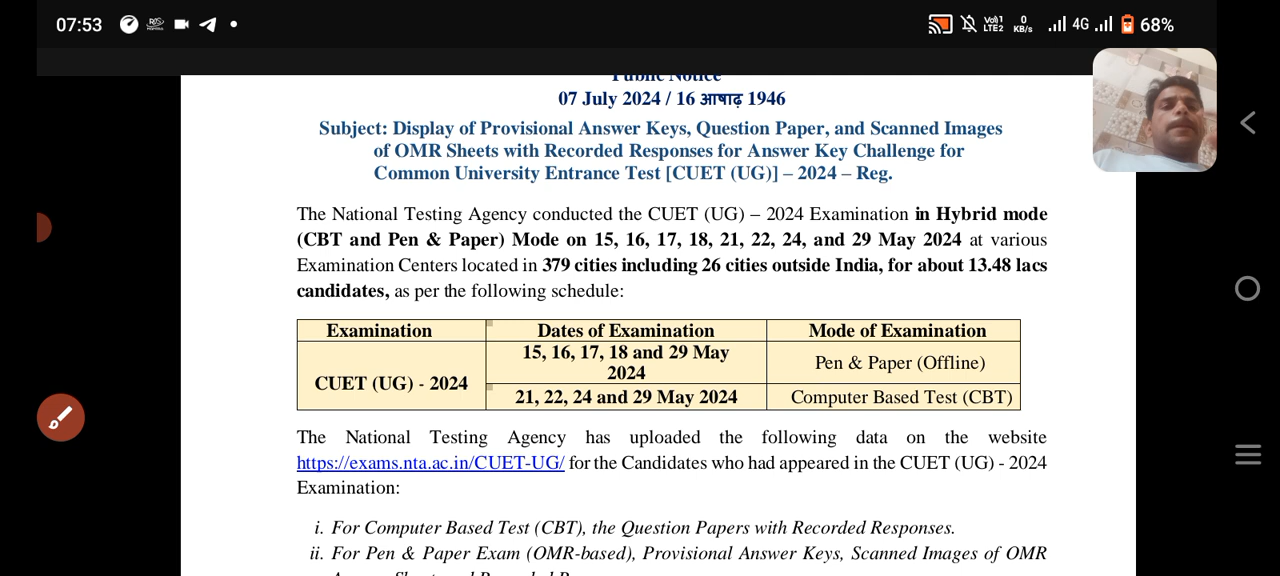 07:53
Vo)) 1
LTE2
0
KB/s
4G
68%
Public Notice
07 July 2024 / 16 आषाढ़ 1946
Subject: Display of Provisional Answer Keys, Question Paper, and Scanned Images
of OMR Sheets with Recorded Responses for Answer Key Challenge for
Common University Entrance Test [CUET (UG)] – 2024 – Reg.
The National Testing Agency conducted the CUET (UG) – 2024 Examination in Hybrid mode
(CBT and Pen & Paper) Mode on 15, 16, 17, 18, 21, 22, 24, and 29 May 2024 at various
Examination Centers located in 379 cities including 26 cities outside India, for about 13.48 lacs
candidates, as per the following schedule:
Examination Dates of Examination Mode of Examination
15, 16, 17, 18 and 29 May
2024
Pen & Paper (Offline)
CUET (UG) - 2024
21, 22, 24 and 29 May 2024 Computer Based Test (CBT)
The National Testing Agency has uploaded the following data on the website
https://exams.nta.ac.in/CUET-UG/ for the Candidates who had appeared in the CUET (UG) - 2024
Examination:
i. For Computer Based Test (CBT), the Question Papers with Recorded Responses.
ii. For Pen & Paper Exam (OMR-based), Provisional Answer Keys, Scanned Images of OMR